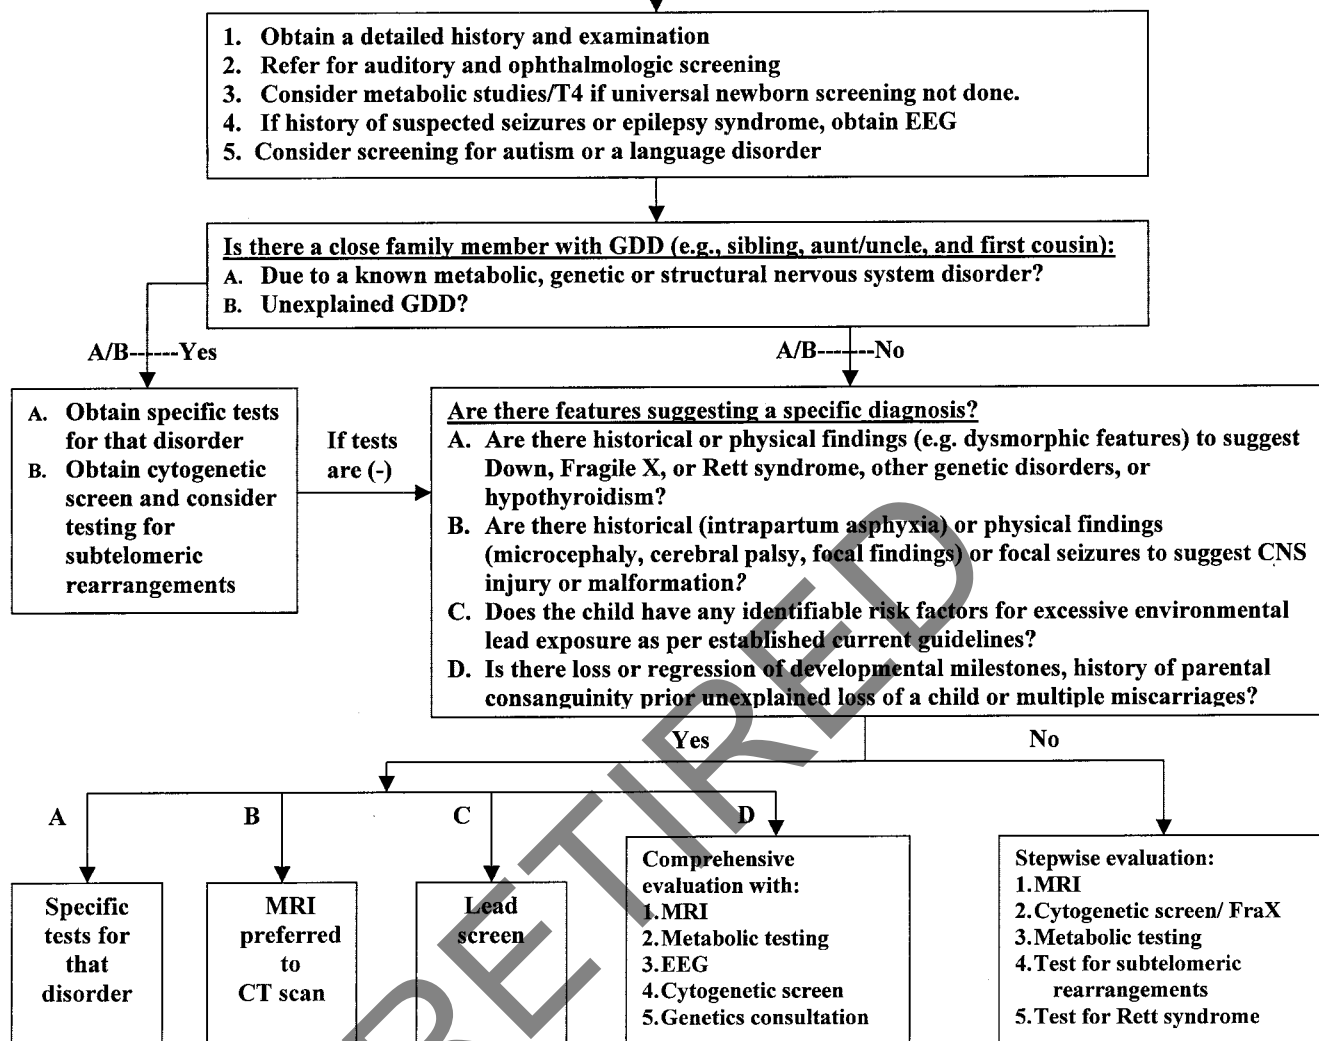 1. Obtain a detailed history and examination
2. Refer for auditory and ophthalmologic screening
3. Consider metabolic studies/T4 if universal newborn screening not done.
4. If history of suspected seizures or epilepsy syndrome, obtain EEG
5. Consider screening for autism or a language disorder
Is there a close family member with GDD (e.g., sibling, aunt/uncle, and first cousin):
A. Due to a known metabolic, genetic or structural nervous system disorder?
B. Unexplained GDD?
A/B-------Yes
A/B-------No
A. Obtain specific tests
for that disorder
B. Obtain cytogenetic
screen and consider
testing for
subtelomeric
rearrangements
If tests
are (-)
Are there features suggesting a specific diagnosis?
A. Are there historical or physical findings (e.g. dysmorphic features) to suggest
Down, Fragile X, or Rett syndrome, other genetic disorders, or
hypothyroidism?
B. Are there historical (intrapartum asphyxia) or physical findings
(microcephaly, cerebral palsy, focal findings) or focal seizures to suggest CNS
injury or malformation?
C. Does the child have any identifiable risk factors for excessive environmental
lead exposure as per established current guidelines?
D. Is there loss or regression of developmental milestones, history of parental
consanguinity prior unexplained loss of a child or multiple miscarriages?
Yes
No
A
B
C
D
Specific
tests for
that
disorder
MRI
preferred
to
CT scan
Lead
screen
Comprehensive
evaluation with:
1.MRI
2.Metabolic testing
3.EEG
4.Cytogenetic screen
5.Genetics consultation
Stepwise evaluation:
1.MRI
2.Cytogenetic screen/ FraX
3.Metabolic testing
4.Test for subtelomeric
rearrangements
5.Test for Rett syndrome
RETIRED